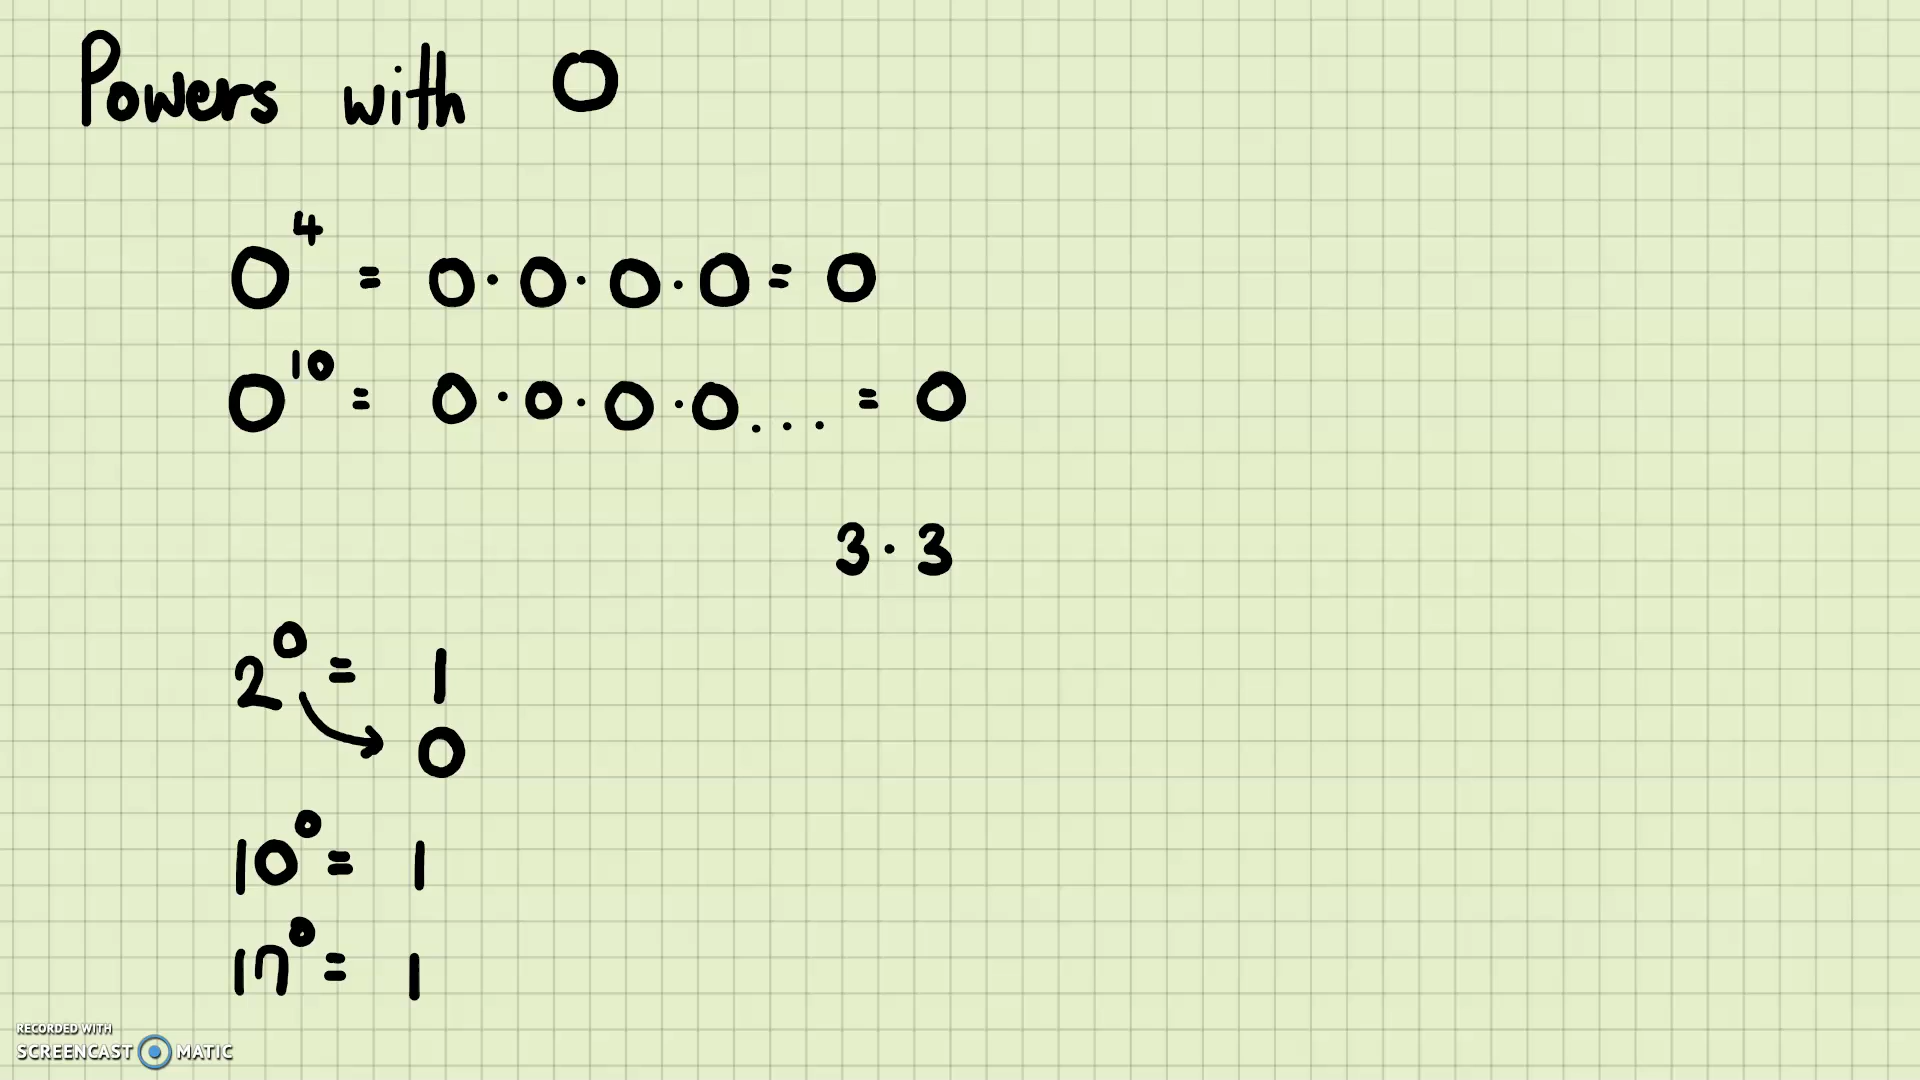 Powers with 0
0⁴ = 0 · 0 · 0 · 0 = 0
0¹⁰ = 0 · 0 · 0 · 0 . . . = 0
3 · 3
2⁰ = 1
0
10⁰ = 1
17⁰ = 1
RECORDED WITH
SCREENCAST MATIC